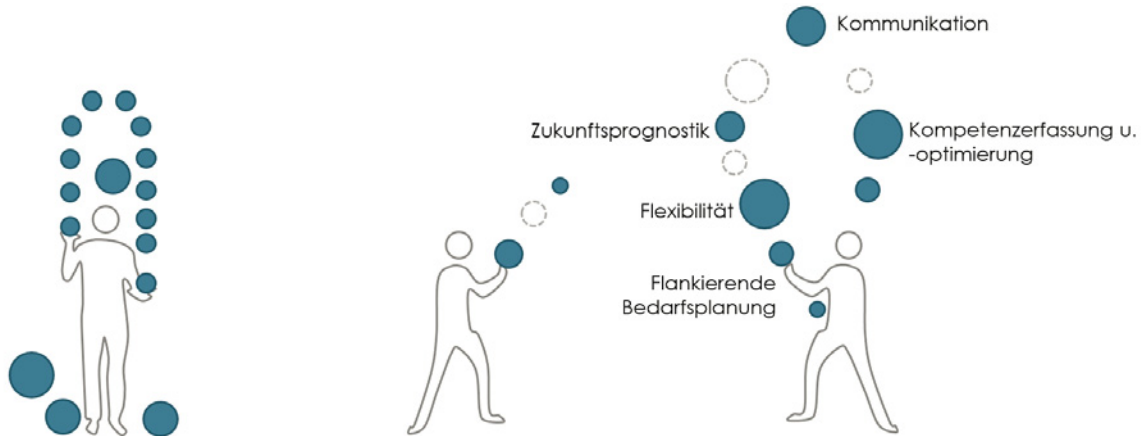 Kommunikation
Zukunftsprognostik
Kompetenzerfassung u.
-optimierung
Flexibilität
Flankierende
Bedarfsplanung